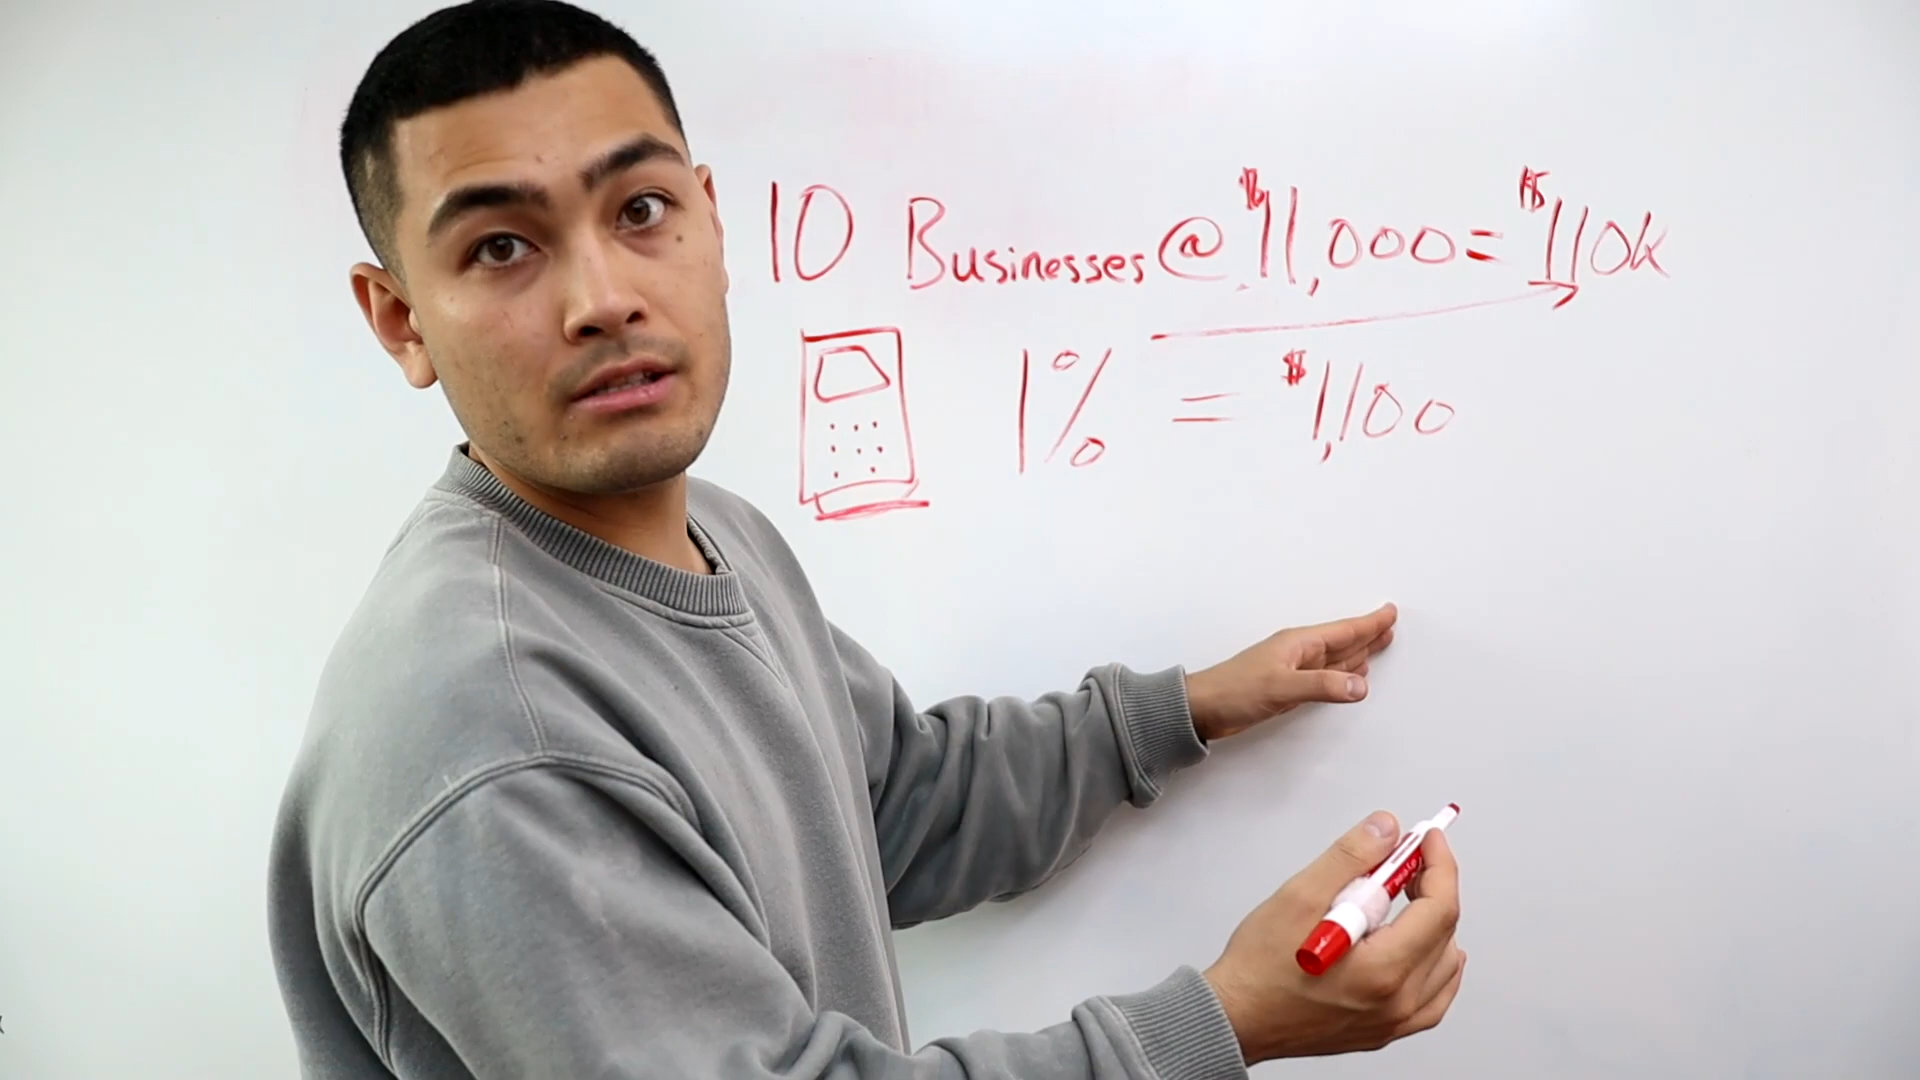 10 Businesses @ $11,000 = $110k
1% = $1,100